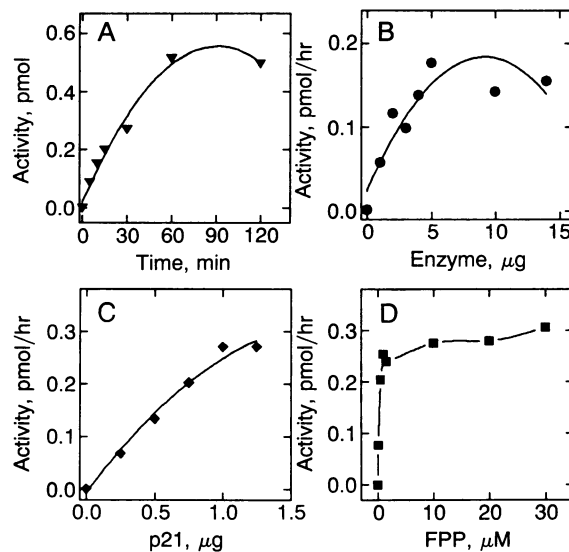 A
Activity, pmol
0.6
0.4
0.2
0.0
0 30 60 90 120
Time, min
B
Activity, pmol/hr
0.2
0.1
0.0
0 5 10 15
Enzyme, μg
C
Activity, pmol/hr
0.3
0.2
0.1
0.0
0.0 0.5 1.0 1.5
p21, μg
D
Activity, pmol/hr
0.3
0.2
0.1
0.0
0 10 20 30
FPP, μM